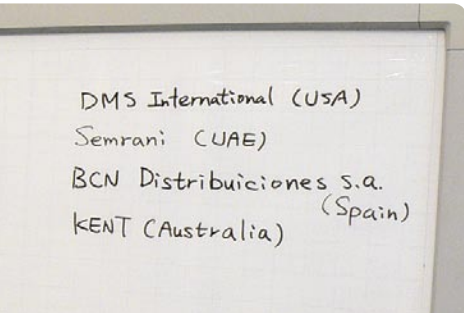 DMS International (USA)
Semrani (UAE)
BCN Distribuiciones s.a.
(Spain)
KENT (Australia)